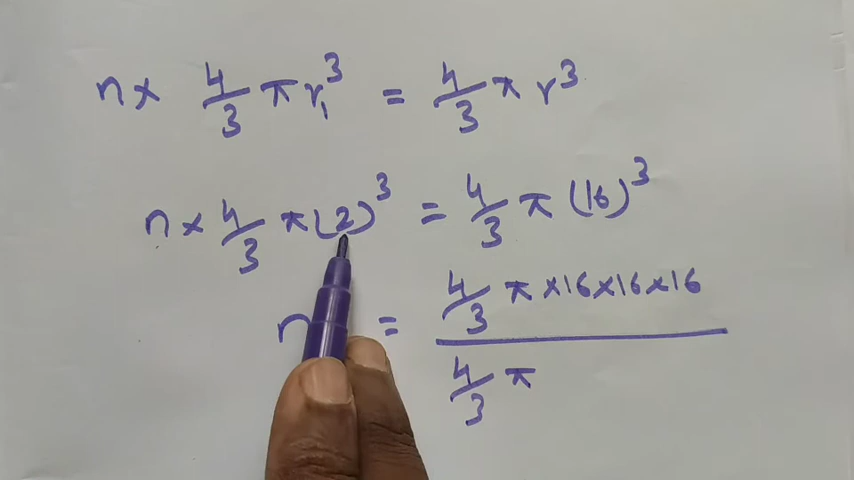 n × 4/3 π r₁³ = 4/3 π r³
n × 4/3 π (2)³ = 4/3 π (16)³
n = 4/3 π × 16 × 16 × 16
4/3 π